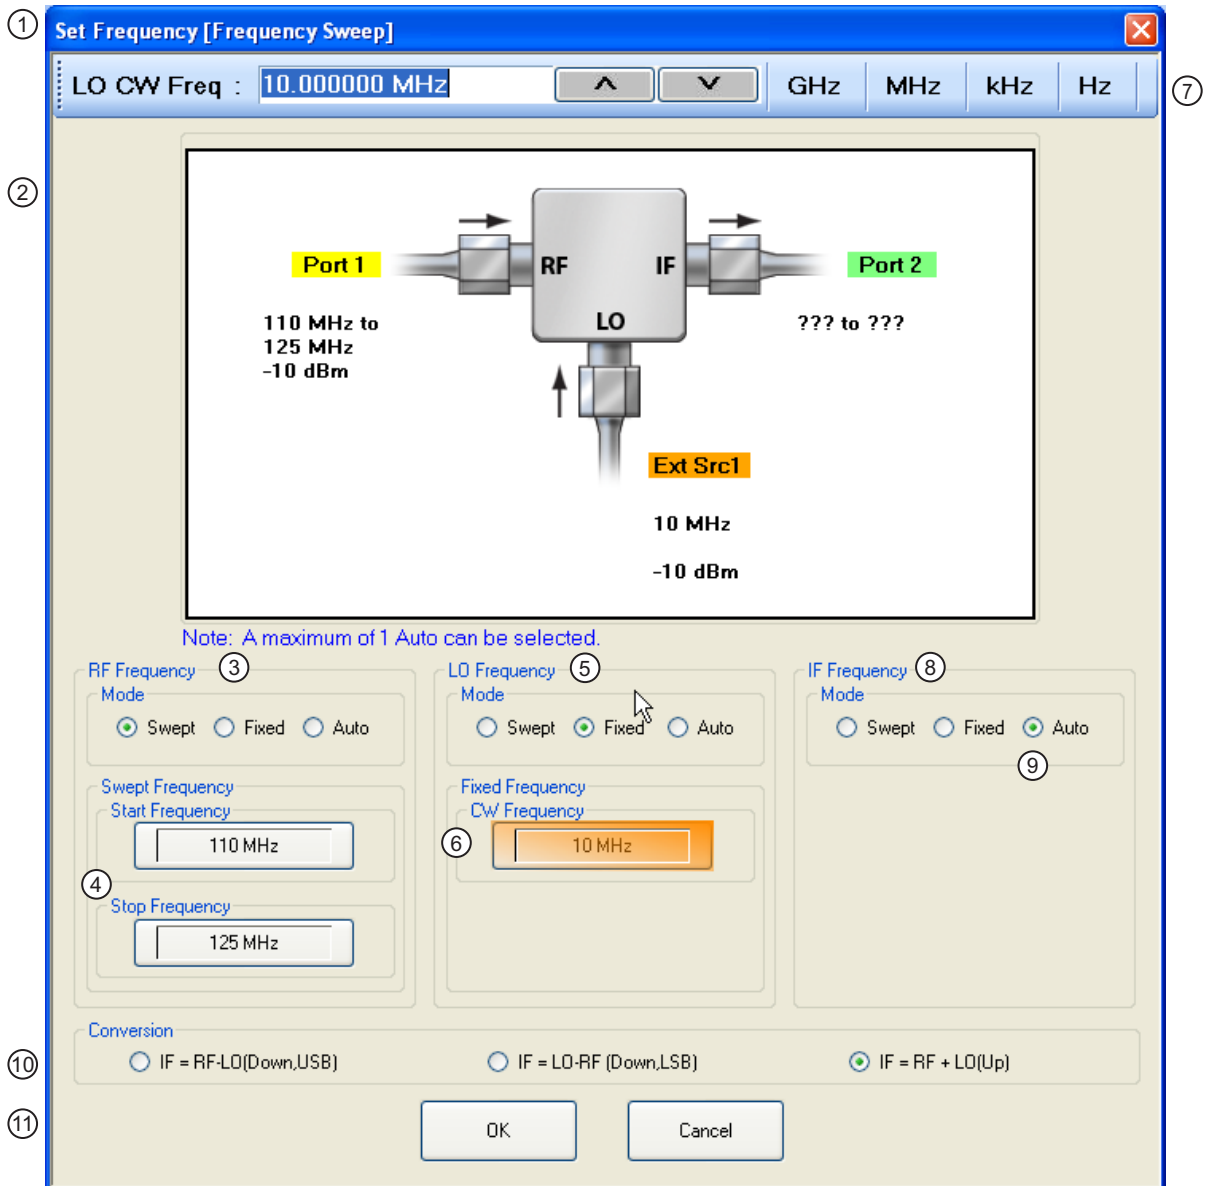 1
Set Frequency [Frequency Sweep]
LO CW Freq : 10.000000 MHz GHz MHz kHz Hz
7
2
Port 1 RF IF Port 2
LO
110 MHz to
125 MHz
-10 dBm
??? to ???
Ext Src1
10 MHz
-10 dBm
Note: A maximum of 1 Auto can be selected.
RF Frequency 3
Mode
Swept Fixed Auto
Swept Frequency
Start Frequency
110 MHz
4
Stop Frequency
125 MHz
LO Frequency 5
Mode
Swept Fixed Auto
Fixed Frequency
CW Frequency
6 10 MHz
IF Frequency 8
Mode
Swept Fixed Auto
9
Conversion
10 IF = RF-LO(Down,USB) IF = LO-RF (Down,LSB) IF = RF + LO(Up)
11 OK Cancel